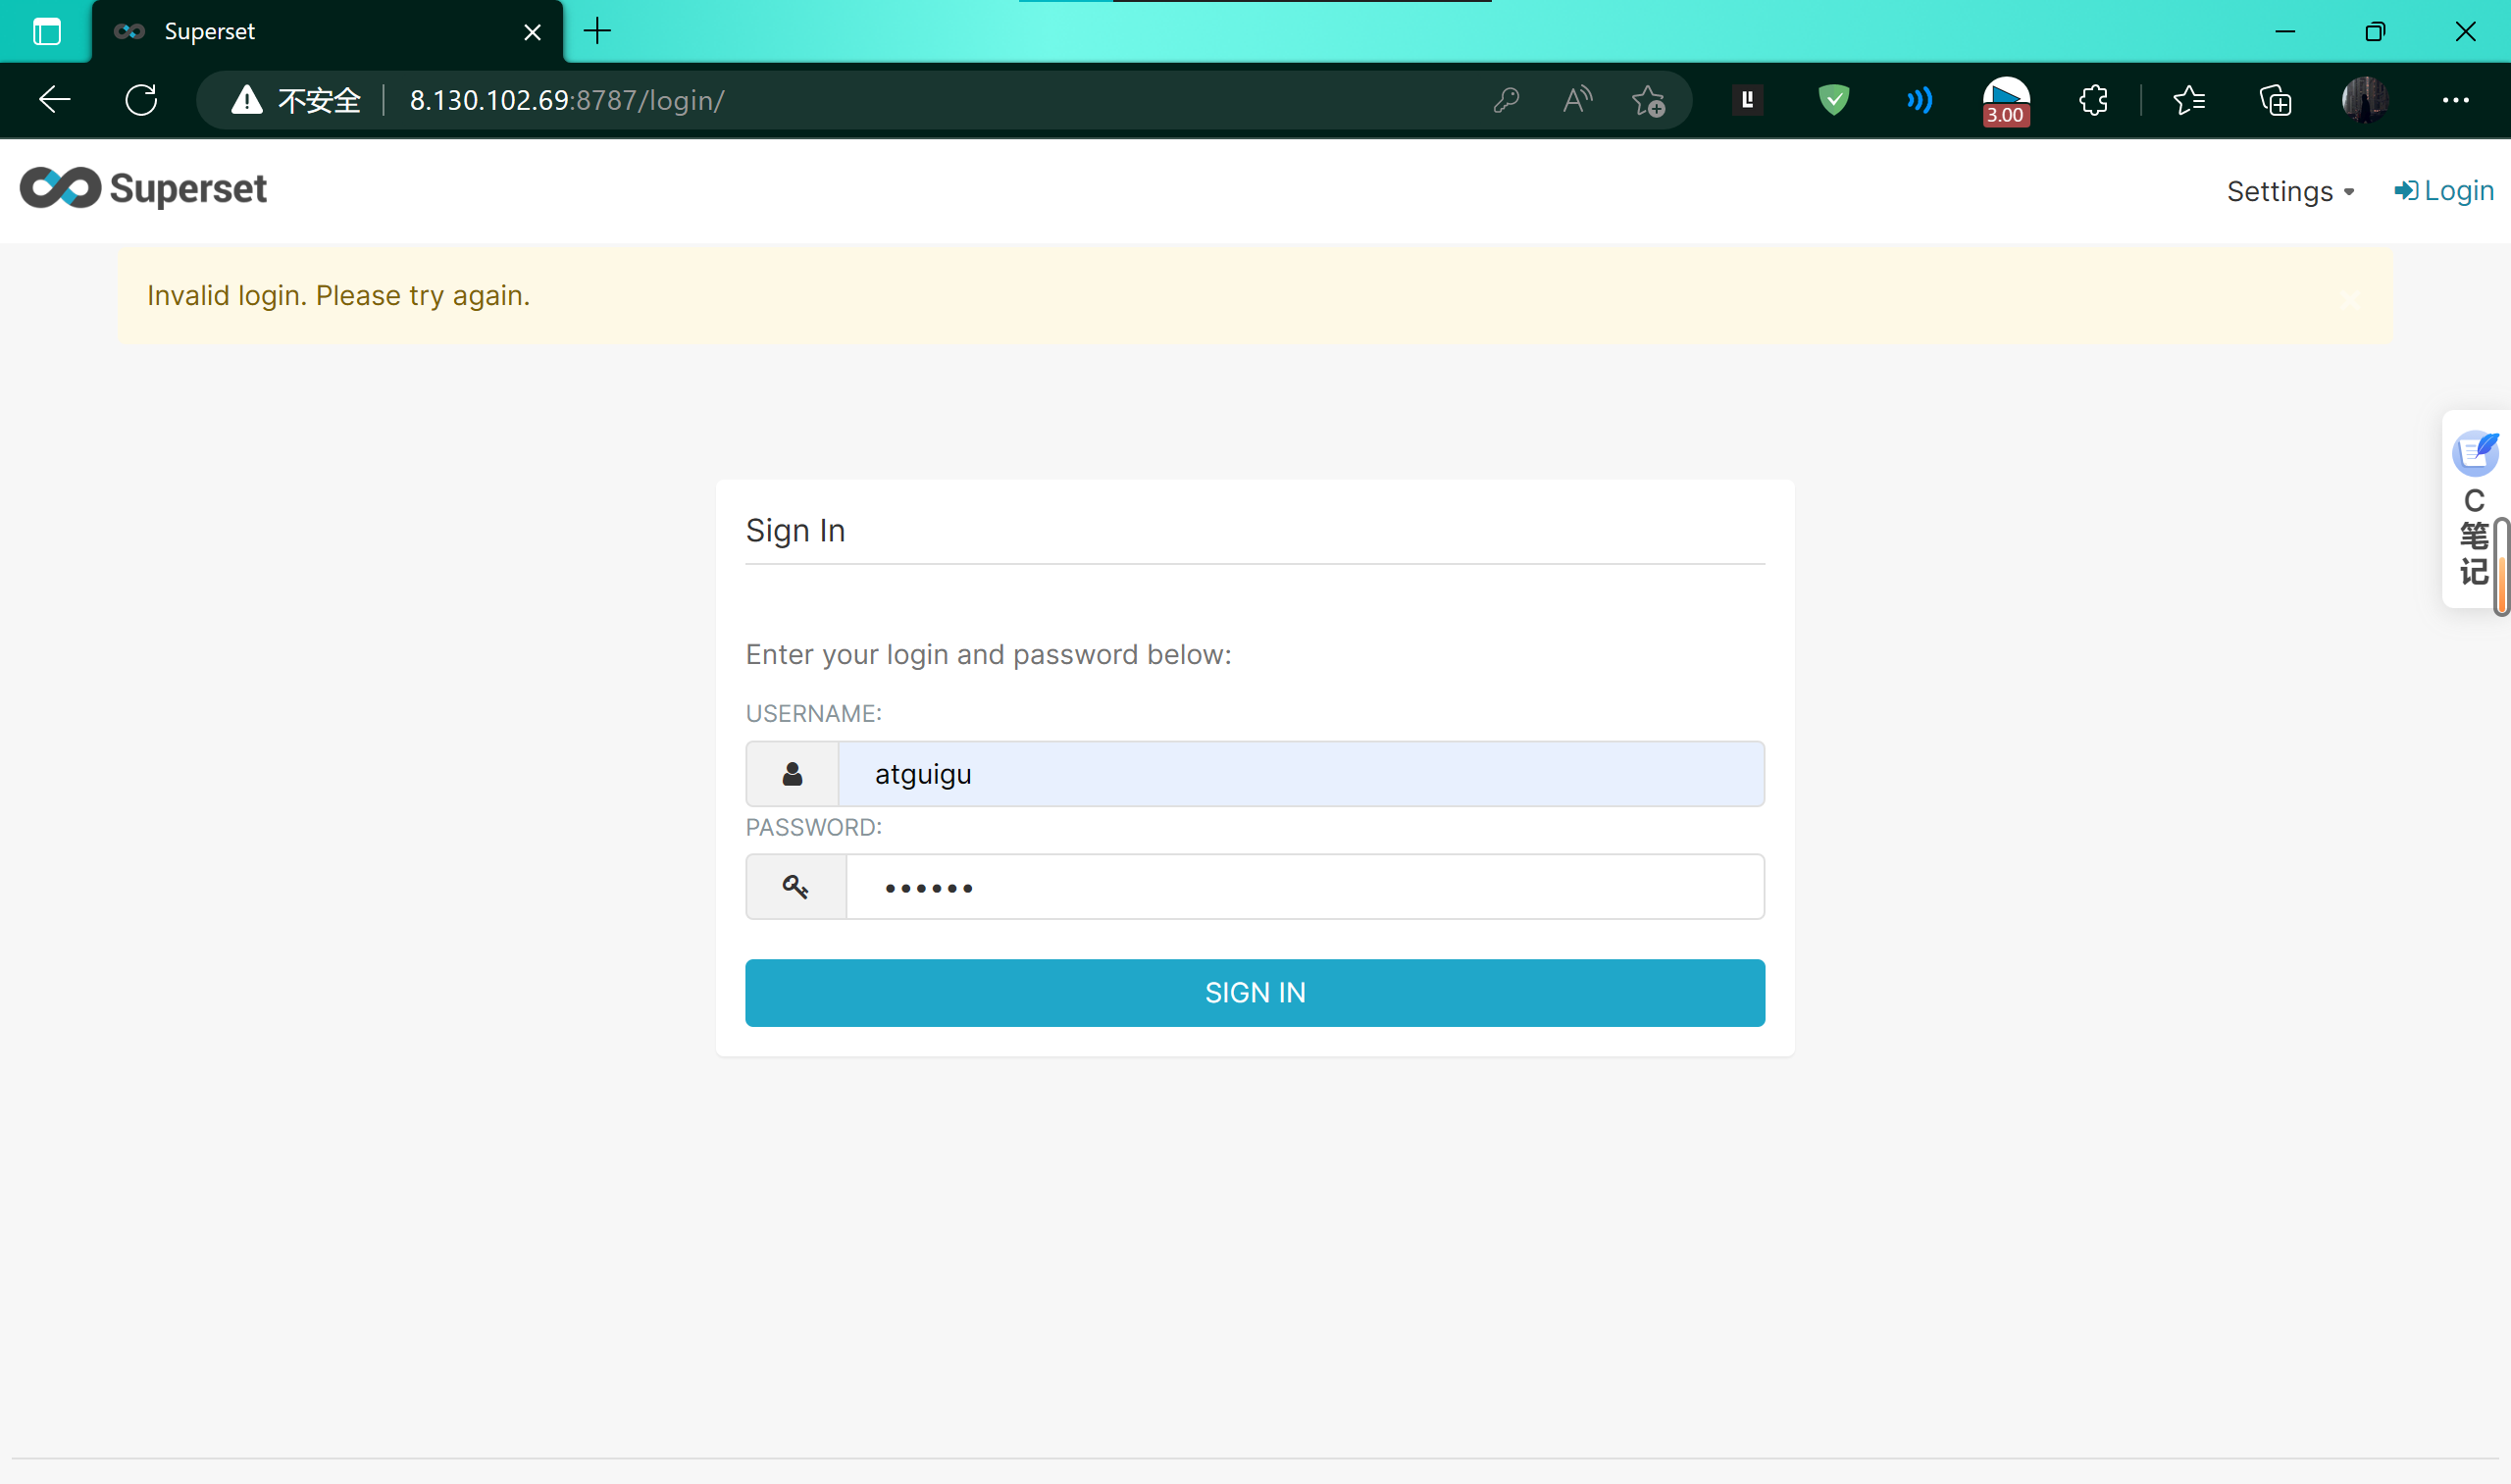 Superset
不安全
8.130.102.69:8787/login/
3.00
Superset
Settings
Login
Invalid login. Please try again.
C
笔
记
Sign In
Enter your login and password below:
USERNAME:
atguigu
PASSWORD:
SIGN IN